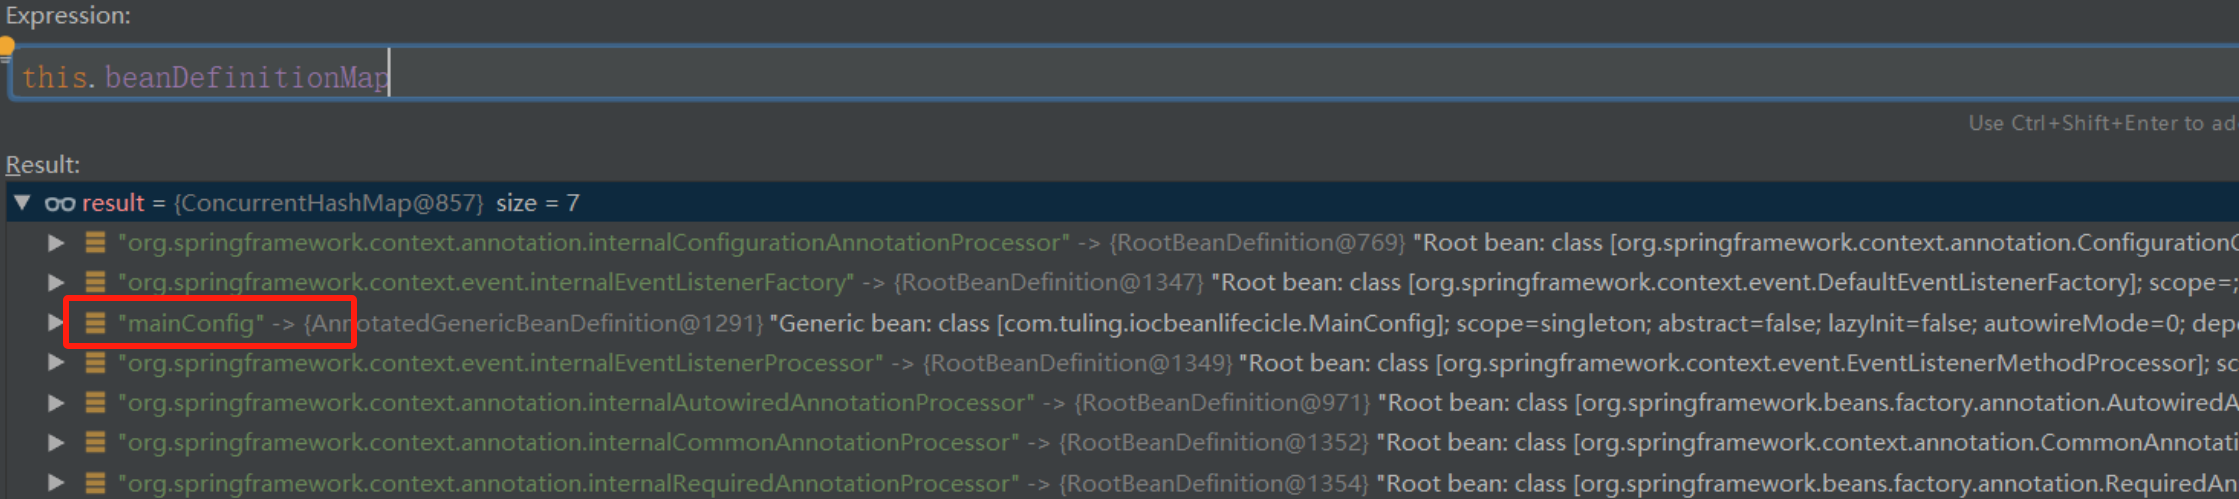 Expression:
this.beanDefinitionMap
Use Ctrl+Shift+Enter to ad
Result:
result = {ConcurrentHashMap@857} size = 7
"org.springframework.context.annotation.internalConfigurationAnnotationProcessor" -> {RootBeanDefinition@769} "Root bean: class [org.springframework.context.annotation.ConfigurationC
"org.springframework.context.event.internalEventListenerFactory" -> {RootBeanDefinition@1347} "Root bean: class [org.springframework.context.event.DefaultEventListenerFactory]; scope=;
"mainConfig" -> {AnnotatedGenericBeanDefinition@1291} "Generic bean: class [com.tuling.iocbeanlifecicle.MainConfig]; scope=singleton; abstract=false; lazyInit=false; autowireMode=0; depe
"org.springframework.context.event.internalEventListenerProcessor" -> {RootBeanDefinition@1349} "Root bean: class [org.springframework.context.event.EventListenerMethodProcessor]; sc
"org.springframework.context.annotation.internalAutowiredAnnotationProcessor" -> {RootBeanDefinition@971} "Root bean: class [org.springframework.beans.factory.annotation.AutowiredA
"org.springframework.context.annotation.internalCommonAnnotationProcessor" -> {RootBeanDefinition@1352} "Root bean: class [org.springframework.context.annotation.CommonAnnotati
"org.springframework.context.annotation.internalRequiredAnnotationProcessor" -> {RootBeanDefinition@1354} "Root bean: class [org.springframework.beans.factory.annotation.RequiredAn